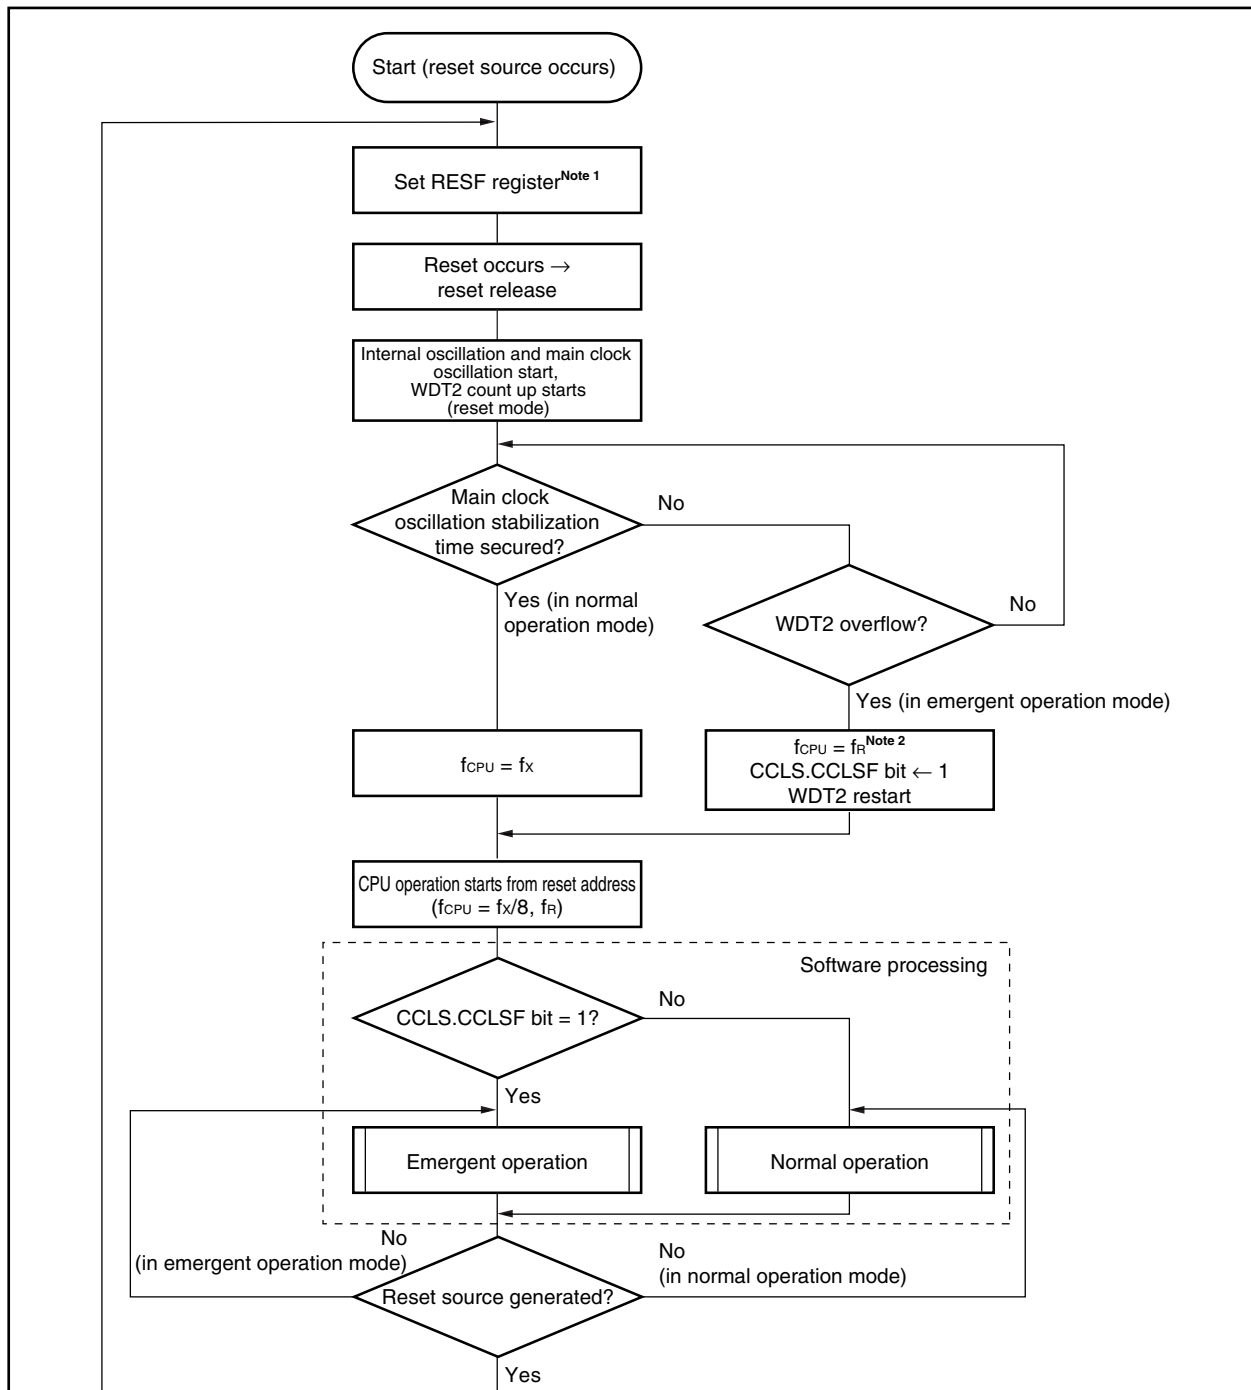 Start (reset source occurs)
Set RESF register Note 1
Reset occurs →
reset release
Internal oscillation and main clock
oscillation start,
WDT2 count up starts
(reset mode)
Main clock
oscillation stabilization
time secured?
No
Yes (in normal
operation mode)
WDT2 overflow?
No
Yes (in emergent operation mode)
fCPU = fX
fCPU = fR Note 2
CCLS.CCLSF bit ← 1
WDT2 restart
CPU operation starts from reset address
(fCPU = fX/8, fR)
Software processing
CCLS.CCLSF bit = 1?
No
Yes
Emergent operation
Normal operation
No
(in emergent operation mode)
No
(in normal operation mode)
Reset source generated?
Yes